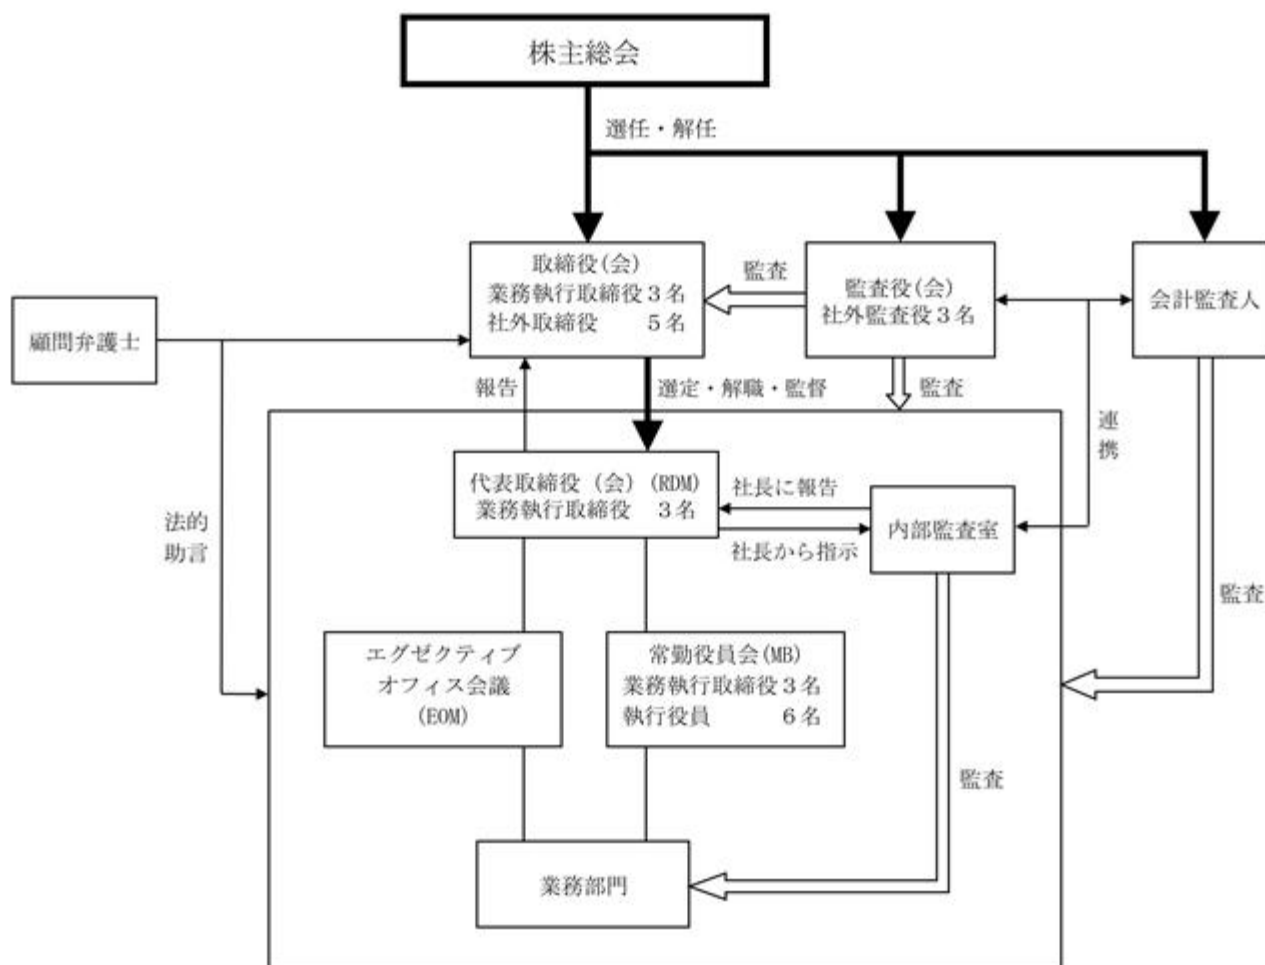 株主総会
選任・解任
取締役(会)
業務執行取締役3名
社外取締役 5名
監査
監査役(会)
社外監査役3名
会計監査人
顧問弁護士
報告
選定・解職・監督
監査
連携
代表取締役(会)(RDM)
業務執行取締役 3名
社長に報告
社長から指示
内部監査室
法的
助言
監査
エグゼクティブ
オフィス会議
(EOM)
常勤役員会(MB)
業務執行取締役3名
執行役員 6名
監査
業務部門